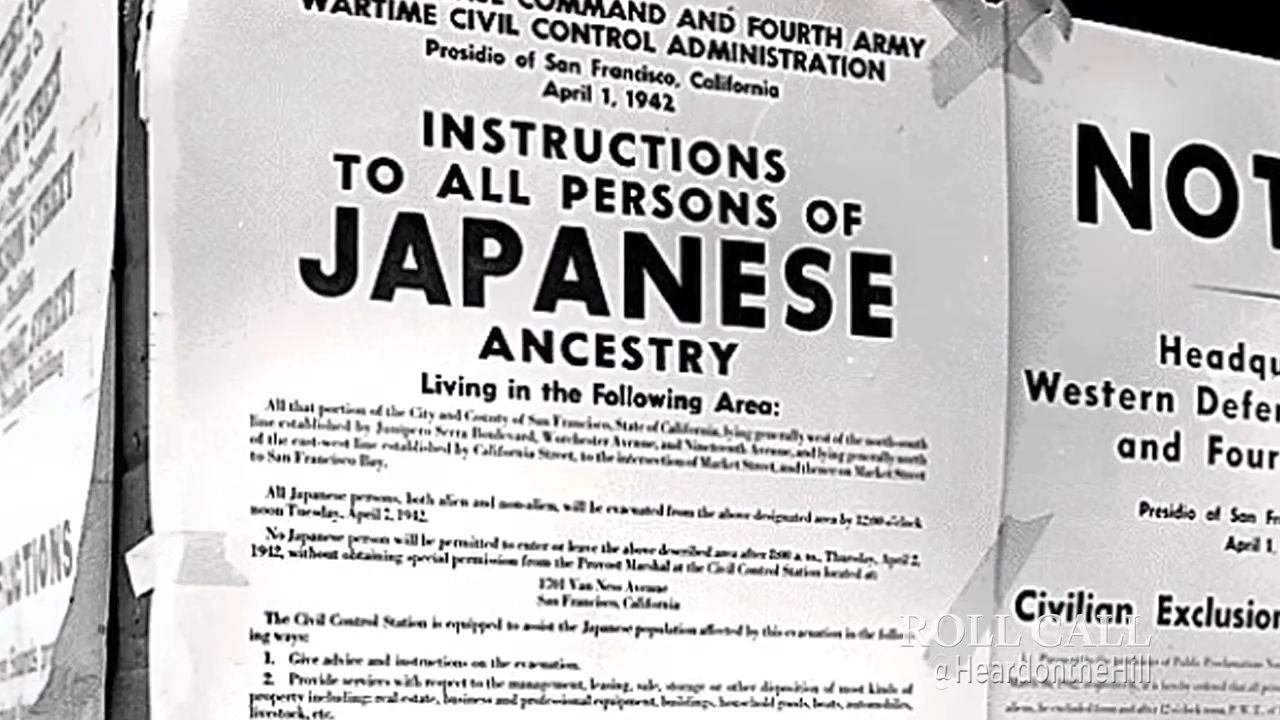 COMMAND AND FOURTH ARMY
WARTIME CIVIL CONTROL ADMINISTRATION
Presidio of San Francisco, California
April 1, 1942
INSTRUCTIONS
TO ALL PERSONS OF
JAPANESE
ANCESTRY
Living in the Following Area:
All that portion of the City and County of San Francisco, State of California, lying generally west of the north-south
line established by Junipero Serra Boulevard, Worchester Avenue, and Nineteenth Avenue, and lying generally north
of the east-west line established by California Street, to the intersection of Market Street, and thence on Market Street
to San Francisco Bay.
All Japanese persons, both alien and non-alien, will be evacuated from the above designated area by 12:00 o'clock
noon Tuesday, April 7, 1942.
No Japanese person will be permitted to enter or leave the above described area after 8:00 a. m., Thursday, April 2,
1942, without obtaining special permission from the Provost Marshal at the Civil Control Station located at:
1701 Van Ness Avenue
San Francisco, California
The Civil Control Station is equipped to assist the Japanese population affected by this evacuation in the follow-
ing ways:
1. Give advice and instructions on the evacuation.
2. Provide services with respect to the management, leasing, sale, storage or other disposition of most kinds of
property including: real estate, business and professional equipment, buildings, household goods, boats, automobiles,
livestock, etc.
NOT
Headqu
Western Defen
and Four
Presidio of San Fr
April 1,
Civilian Exclusion
of Public Proclamation
ROLL CALL
@HeardontheHill